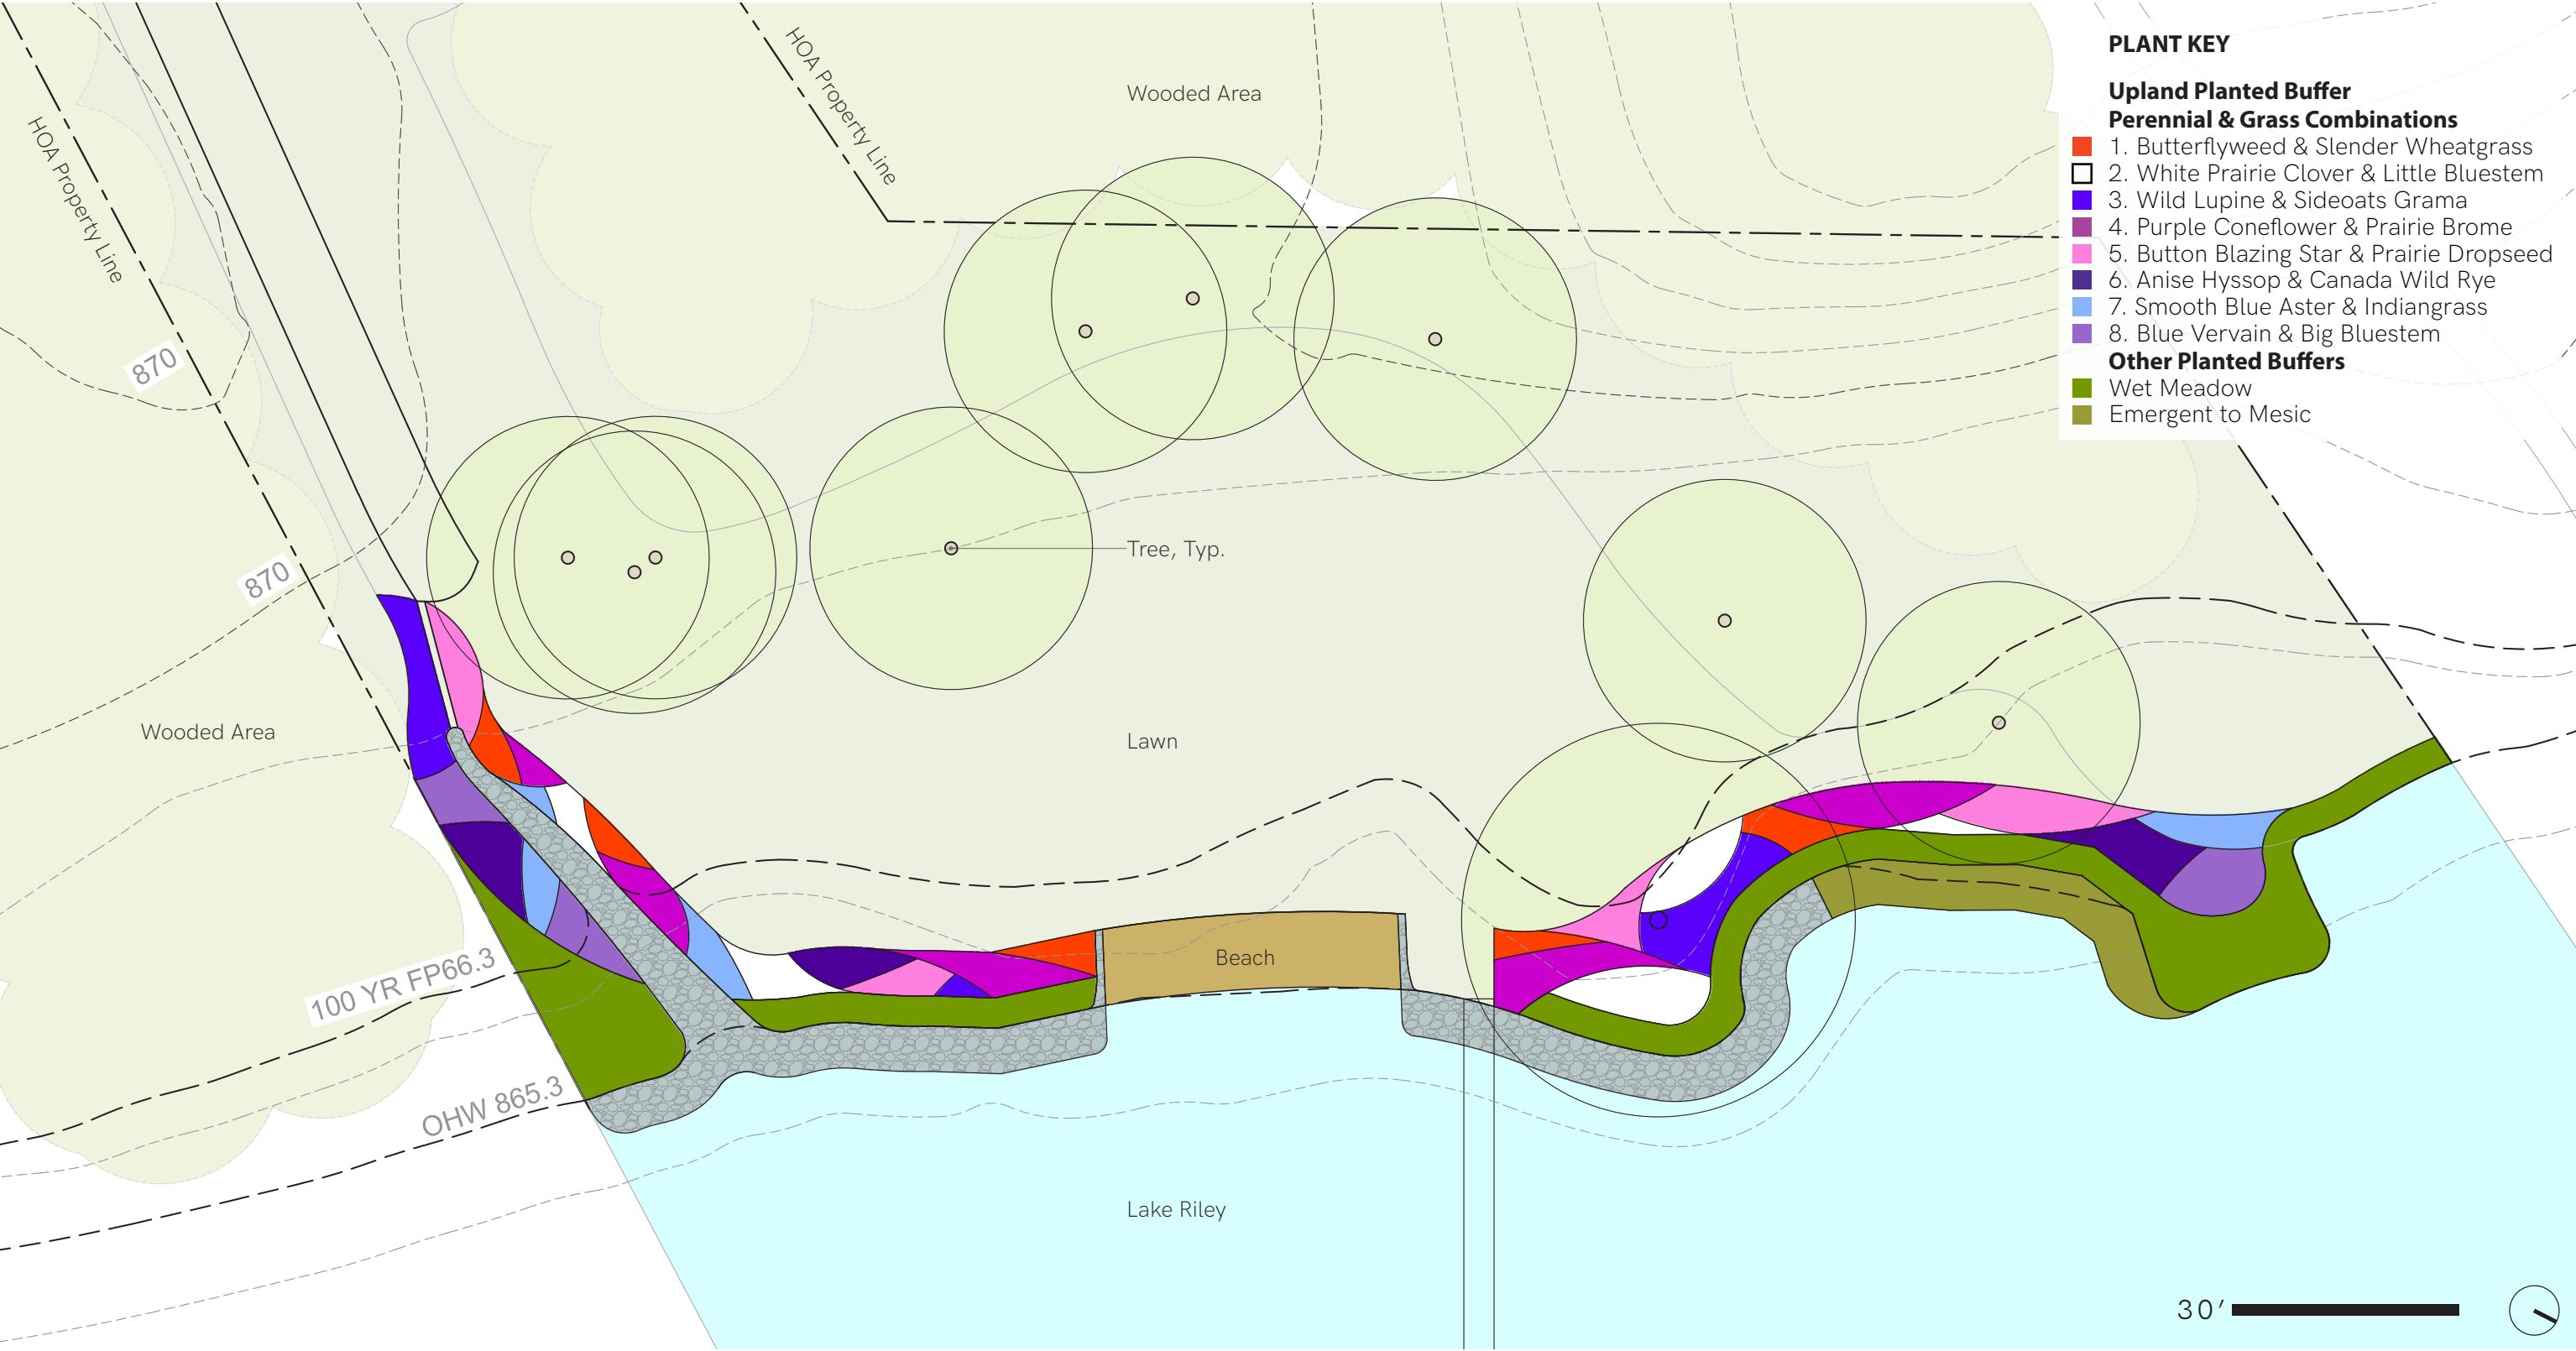 HOA Property Line
HOA Property Line
Wooded Area
PLANT KEY
Upland Planted Buffer
Perennial & Grass Combinations
1. Butterflyweed & Slender Wheatgrass
2. White Prairie Clover & Little Bluestem
3. Wild Lupine & Sideoats Grama
4. Purple Coneflower & Prairie Brome
5. Button Blazing Star & Prairie Dropseed
6. Anise Hyssop & Canada Wild Rye
7. Smooth Blue Aster & Indiangrass
8. Blue Vervain & Big Bluestem
Other Planted Buffers
Wet Meadow
Emergent to Mesic
870
870
Tree, Typ.
Wooded Area
Lawn
Beach
100 YR FP66.3
OHW 865.3
Lake Riley
30′